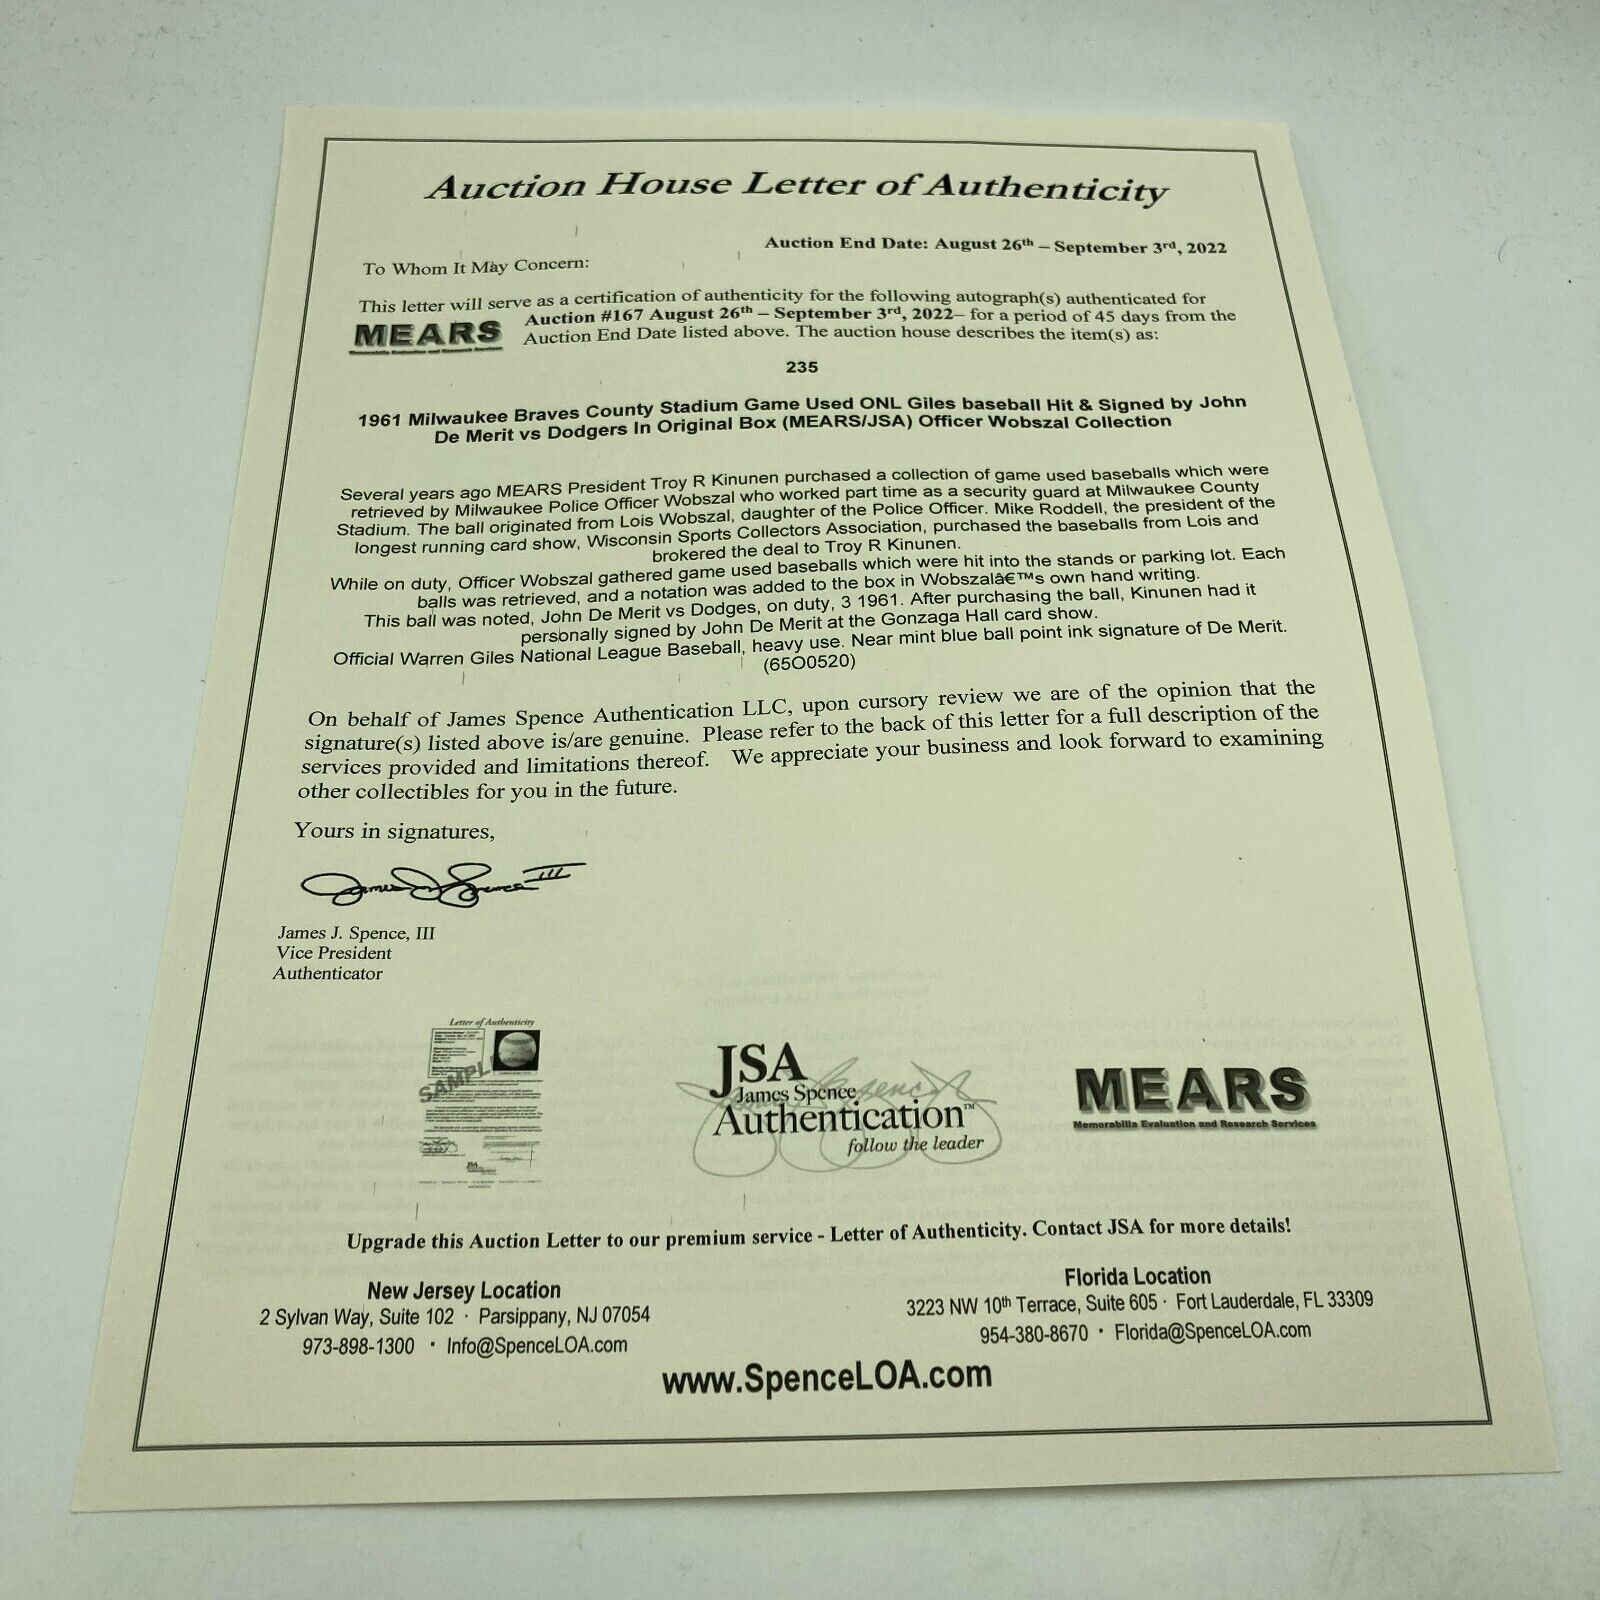 Auction House Letter of Authenticity
Auction End Date: August 26th – September 3rd, 2022
To Whom It May Concern:
This letter will serve as a certification of authenticity for the following autograph(s) authenticated for
MEARS
Memorabilia Evaluation and Research Services
Auction #167 August 26th – September 3rd, 2022– for a period of 45 days from the
Auction End Date listed above. The auction house describes the item(s) as:
235
1961 Milwaukee Braves County Stadium Game Used ONL Giles baseball Hit & Signed by John
De Merit vs Dodgers In Original Box (MEARS/JSA) Officer Wobszal Collection
Several years ago MEARS President Troy R Kinunen purchased a collection of game used baseballs which were
retrieved by Milwaukee Police Officer Wobszal who worked part time as a security guard at Milwaukee County
Stadium. The ball originated from Lois Wobszal, daughter of the Police Officer. Mike Roddell, the president of the
longest running card show, Wisconsin Sports Collectors Association, purchased the baseballs from Lois and
brokered the deal to Troy R Kinunen.
While on duty, Officer Wobszal gathered game used baseballs which were hit into the stands or parking lot. Each
balls was retrieved, and a notation was added to the box in Wobszalâ€™s own hand writing.
This ball was noted, John De Merit vs Dodges, on duty, 3 1961. After purchasing the ball, Kinunen had it
personally signed by John De Merit at the Gonzaga Hall card show.
Official Warren Giles National League Baseball, heavy use. Near mint blue ball point ink signature of De Merit.
(65O0520)
On behalf of James Spence Authentication LLC, upon cursory review we are of the opinion that the
signature(s) listed above is/are genuine. Please refer to the back of this letter for a full description of the
services provided and limitations thereof. We appreciate your business and look forward to examining
other collectibles for you in the future.
Yours in signatures,
James J. Spence III
James J. Spence, III
Vice President
Authenticator
Letter of Authenticity
SAMPLE
JSA
James Spence
Authentication™
follow the leader
MEARS
Memorabilia Evaluation and Research Services
Upgrade this Auction Letter to our premium service - Letter of Authenticity. Contact JSA for more details!
New Jersey Location
2 Sylvan Way, Suite 102 · Parsippany, NJ 07054
973-898-1300 · Info@SpenceLOA.com
Florida Location
3223 NW 10th Terrace, Suite 605 · Fort Lauderdale, FL 33309
954-380-8670 · Florida@SpenceLOA.com
www.SpenceLOA.com